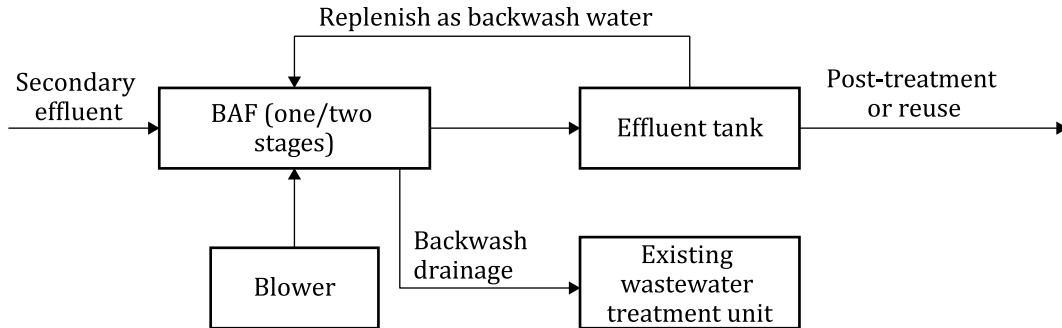 Replenish as backwash water
Secondary
effluent
BAF (one/two
stages)
Effluent tank
Post-treatment
or reuse
Blower
Backwash
drainage
Existing
wastewater
treatment unit